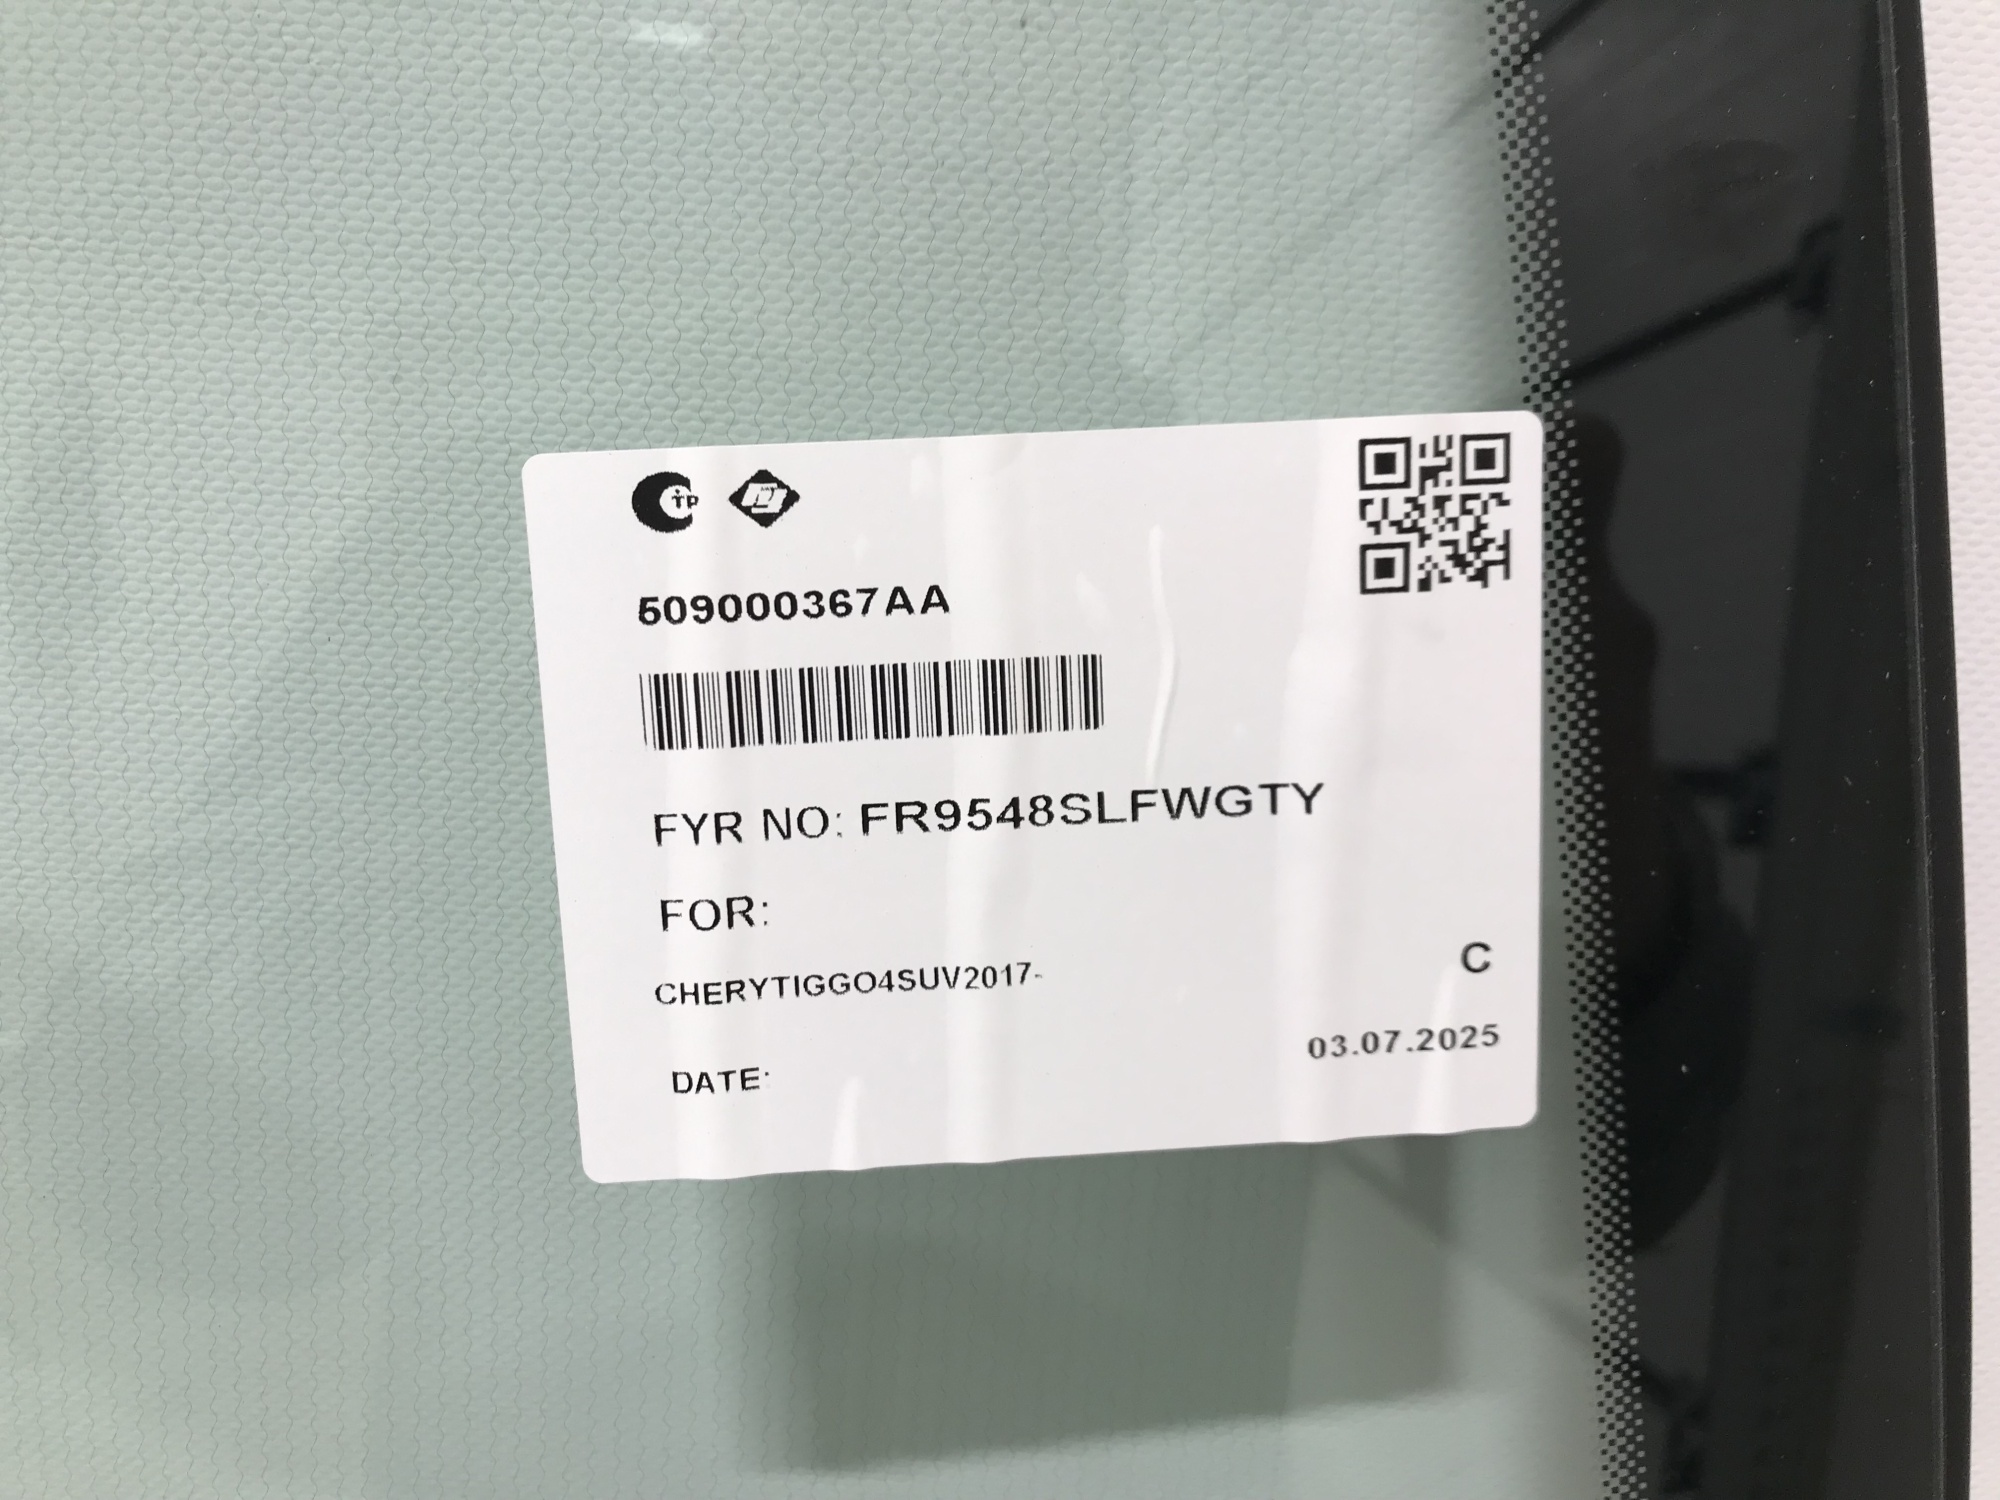 509000367AA
FYR NO: FR9548SLFWGTY
FOR:
CHERYTIGGO4SUV2017-
C
DATE:
03.07.2025